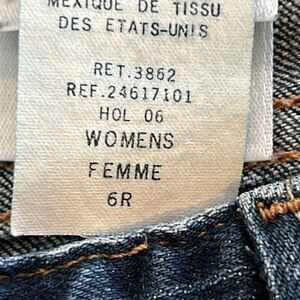 MEXIQUE DE TISSU
DES ETATS-UNIS
RET.3862
REF.24617101
HOL 06
WOMENS
FEMME
6R